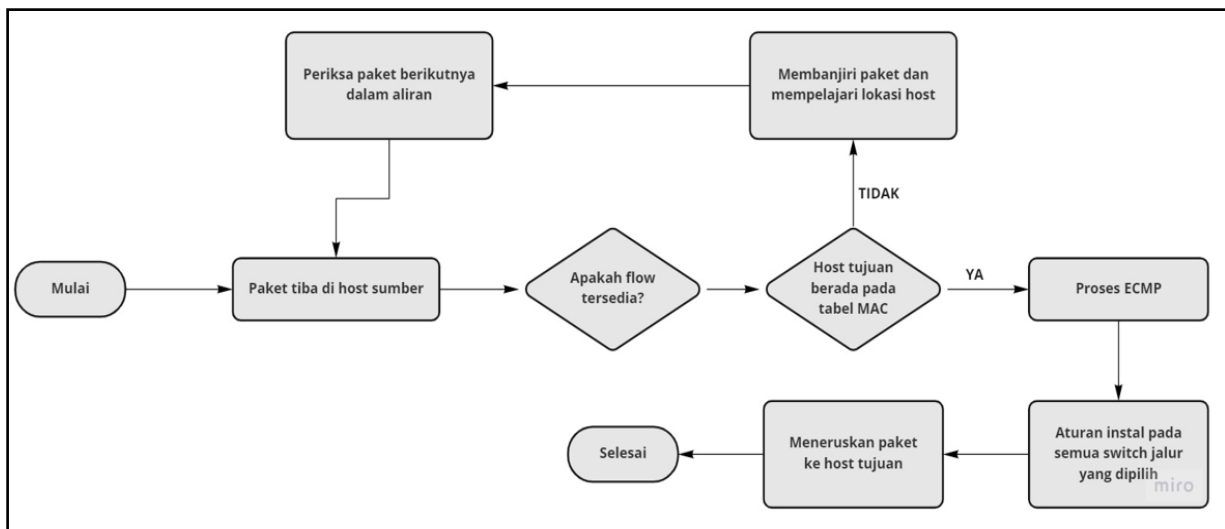 Periksa paket berikutnya
dalam aliran
Membanjiri paket dan
mempelajari lokasi host
TIDAK
Mulai
Paket tiba di host sumber
Apakah flow
tersedia?
Host tujuan
berada pada
tabel MAC
YA
Proses ECMP
Selesai
Meneruskan paket
ke host tujuan
Aturan instal pada
semua switch jalur
yang dipilih
miro